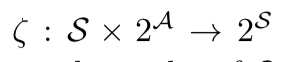 ζ : 𝒮 × 2^𝒜 → 2^𝒮